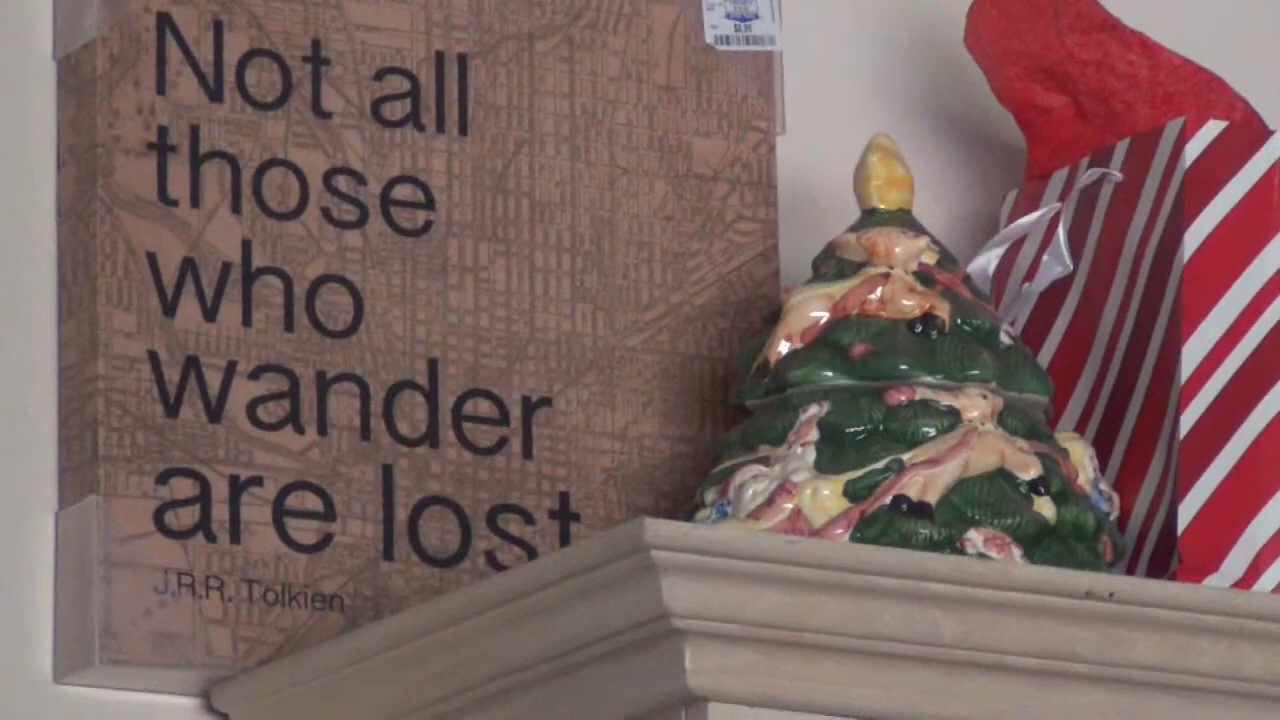 Not all
those
who
wander
are lost
J.R.R. Tolkien